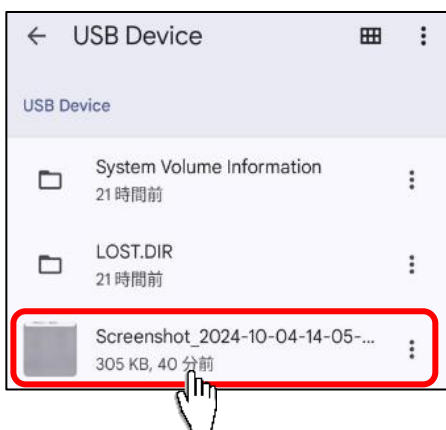 USB Device
USB Device
System Volume Information
21 時間前
LOST.DIR
21 時間前
Screenshot_2024-10-04-14-05-...
305 KB, 40 分前